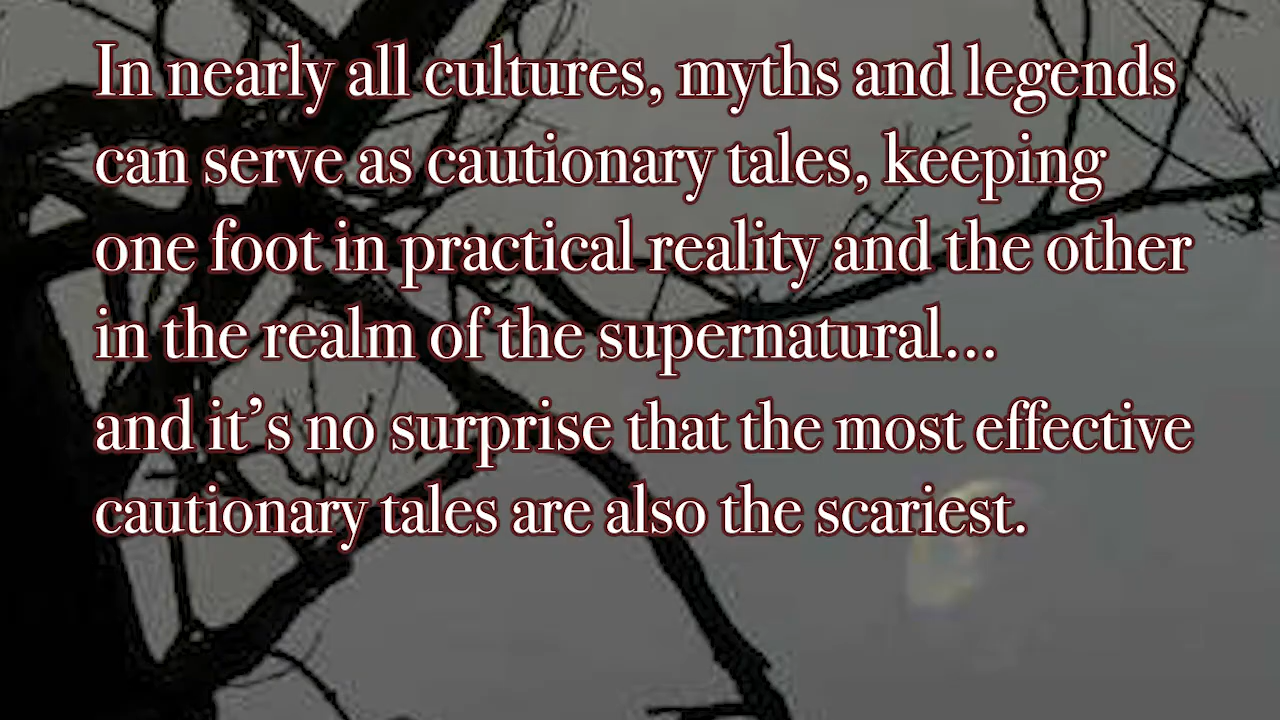 In nearly all cultures, myths and legends
can serve as cautionary tales, keeping
one foot in practical reality and the other
in the realm of the supernatural...
and it’s no surprise that the most effective
cautionary tales are also the scariest.